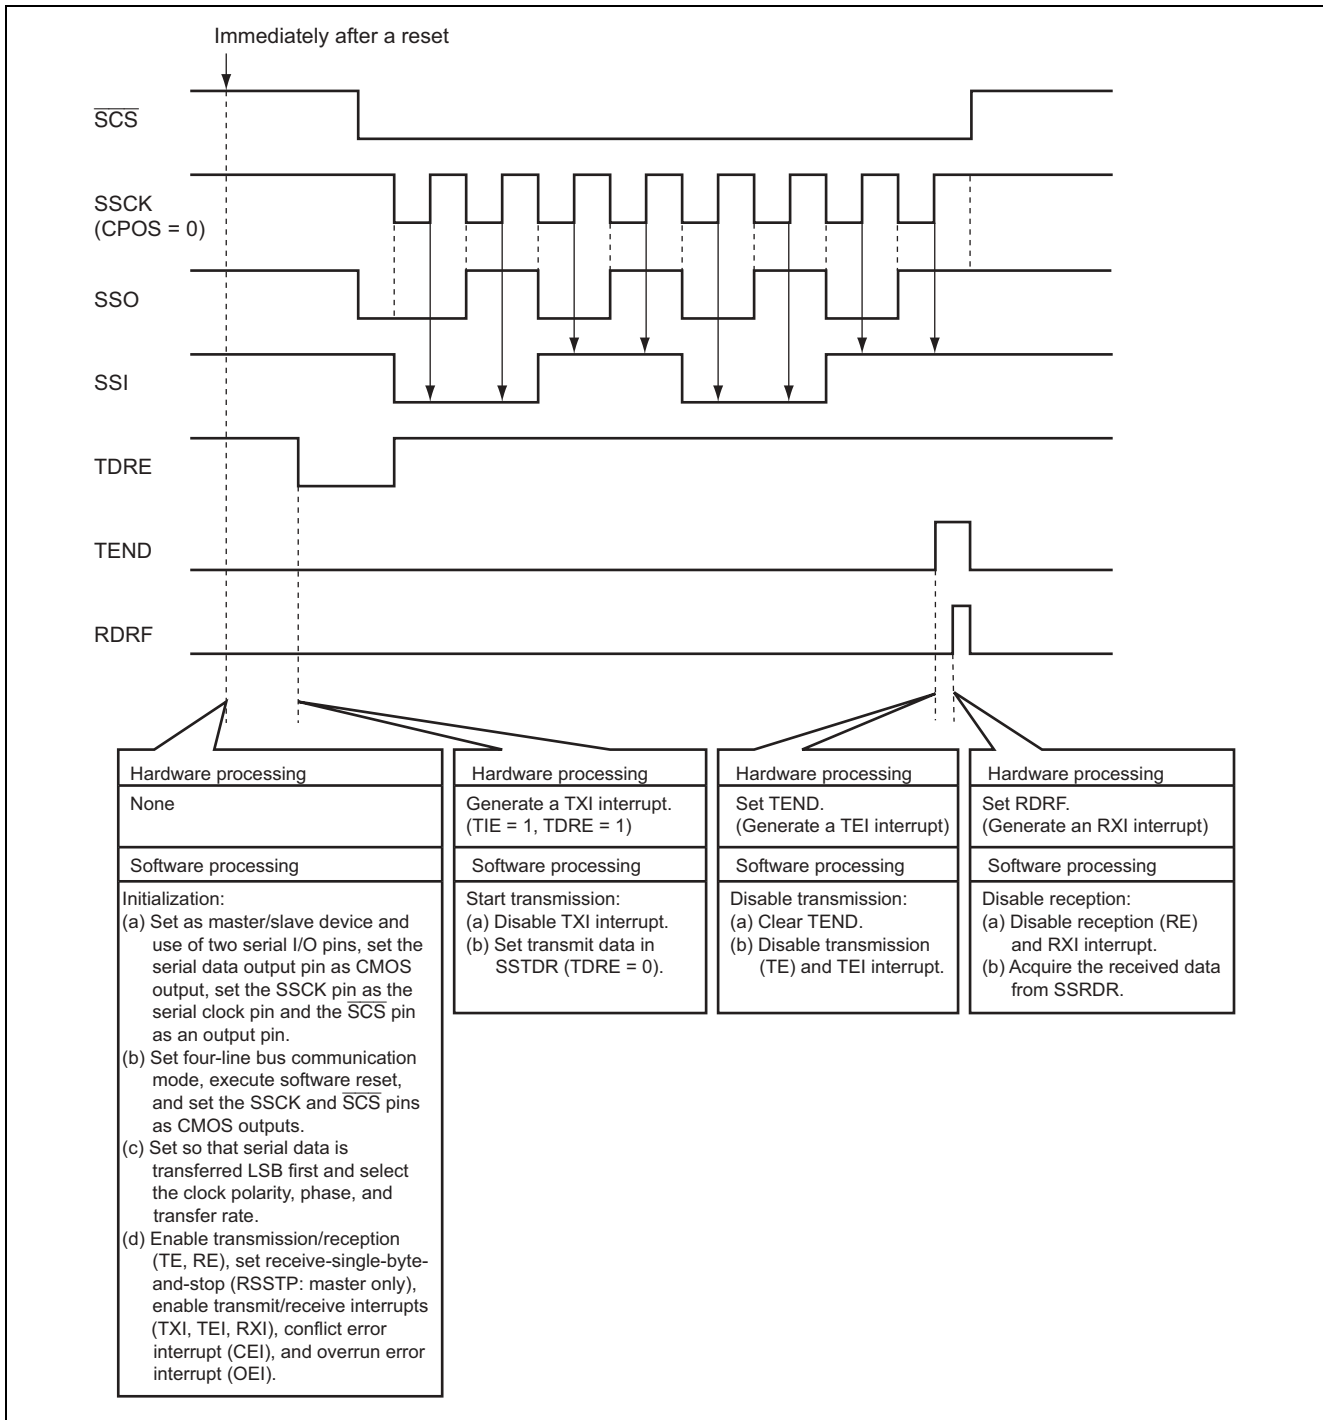 Immediately after a reset
SCS
SSCK
(CPOS = 0)
SSO
SSI
TDRE
TEND
RDRF
Hardware processing
None
Software processing
Initialization:
(a) Set as master/slave device and
use of two serial I/O pins, set the
serial data output pin as CMOS
output, set the SSCK pin as the
serial clock pin and the SCS pin
as an output pin.
(b) Set four-line bus communication
mode, execute software reset,
and set the SSCK and SCS pins
as CMOS outputs.
(c) Set so that serial data is
transferred LSB first and select
the clock polarity, phase, and
transfer rate.
(d) Enable transmission/reception
(TE, RE), set receive-single-byte-
and-stop (RSSTP: master only),
enable transmit/receive interrupts
(TXI, TEI, RXI), conflict error
interrupt (CEI), and overrun error
interrupt (OEI).
Hardware processing
Generate a TXI interrupt.
(TIE = 1, TDRE = 1)
Software processing
Start transmission:
(a) Disable TXI interrupt.
(b) Set transmit data in
SSTDR (TDRE = 0).
Hardware processing
Set TEND.
(Generate a TEI interrupt)
Software processing
Disable transmission:
(a) Clear TEND.
(b) Disable transmission
(TE) and TEI interrupt.
Hardware processing
Set RDRF.
(Generate an RXI interrupt)
Software processing
Disable reception:
(a) Disable reception (RE)
and RXI interrupt.
(b) Acquire the received data
from SSRDR.